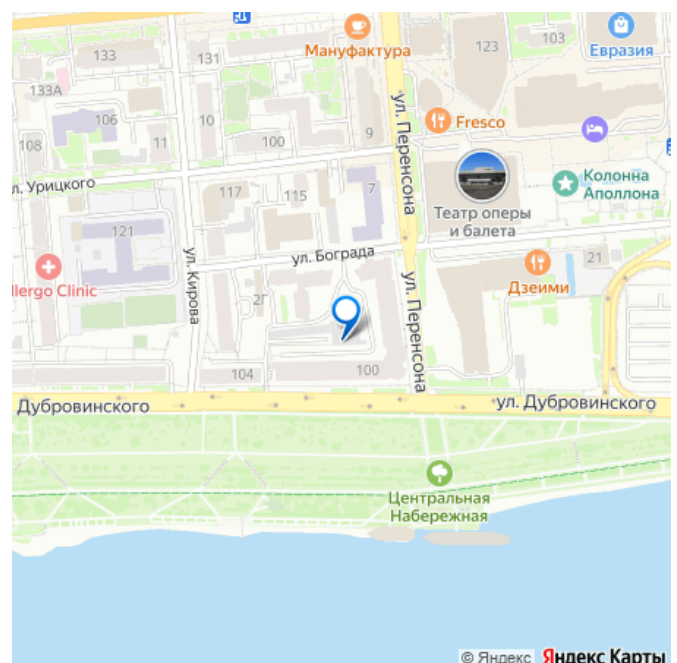 Мануфактура
123
103
Евразия
133
131
133А
106
10
9
Fresco
108
11
100
л. Урицкого
ул. Перенсона
117
115
7
Колонна
Аполлона
Театр оперы
и балета
121
ул. Кирова
ул. Бограда
21
llergo Clinic
2Г
Дзеими
ул. Перенсона
104
100
Дубровинского
ул. Дубровинского
Центральная
Набережная
© Яндекс Яндекс Карты